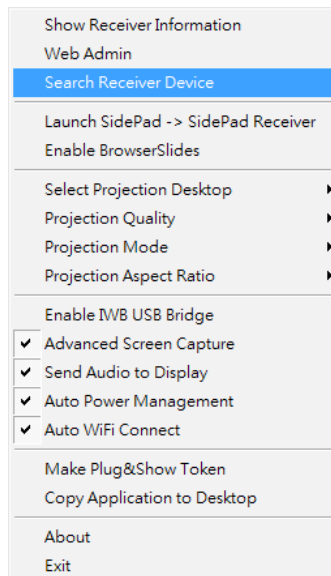 Show Receiver Information
Web Admin
Search Receiver Device
Launch SidePad -> SidePad Receiver
Enable BrowserSlides
Select Projection Desktop
Projection Quality
Projection Mode
Projection Aspect Ratio
Enable IWB USB Bridge
Advanced Screen Capture
Send Audio to Display
Auto Power Management
Auto WiFi Connect
Make Plug&Show Token
Copy Application to Desktop
About
Exit